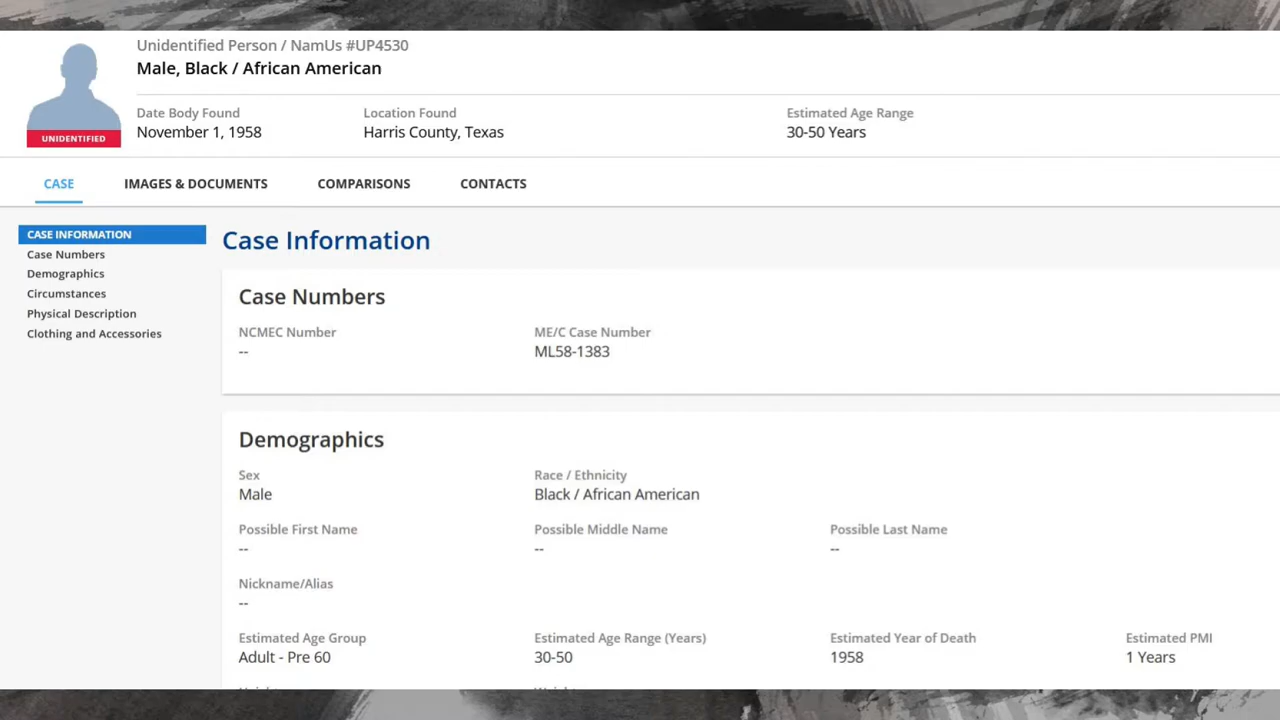 Unidentified Person / NamUs #UP4530
Male, Black / African American
Date Body Found Location Found Estimated Age Range
November 1, 1958 Harris County, Texas 30-50 Years
UNIDENTIFIED
CASE IMAGES & DOCUMENTS COMPARISONS CONTACTS
CASE INFORMATION
Case Numbers
Demographics
Circumstances
Physical Description
Clothing and Accessories
Case Information
Case Numbers
NCMEC Number ME/C Case Number
-- ML58-1383
Demographics
Sex Race / Ethnicity
Male Black / African American
Possible First Name Possible Middle Name Possible Last Name
-- -- --
Nickname/Alias
--
Estimated Age Group Estimated Age Range (Years) Estimated Year of Death Estimated PMI
Adult - Pre 60 30-50 1958 1 Years